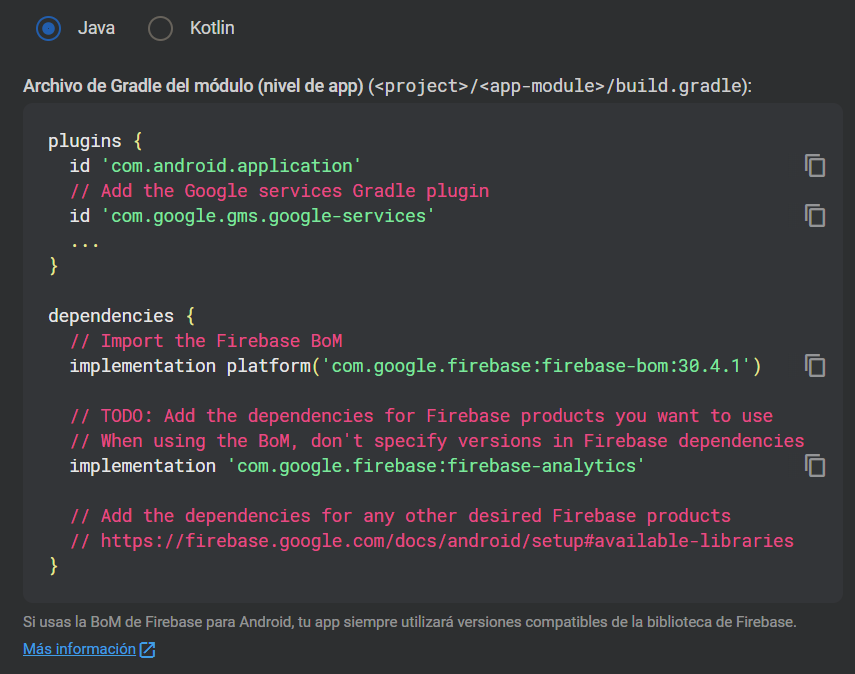 Java Kotlin
Archivo de Gradle del módulo (nivel de app) (<project>/<app-module>/build.gradle):
plugins {
  id 'com.android.application'
  // Add the Google services Gradle plugin
  id 'com.google.gms.google-services'
  ...
}
dependencies {
  // Import the Firebase BoM
  implementation platform('com.google.firebase:firebase-bom:30.4.1')
  // TODO: Add the dependencies for Firebase products you want to use
  // When using the BoM, don't specify versions in Firebase dependencies
  implementation 'com.google.firebase:firebase-analytics'
  // Add the dependencies for any other desired Firebase products
  // https://firebase.google.com/docs/android/setup#available-libraries
}
Si usas la BoM de Firebase para Android, tu app siempre utilizará versiones compatibles de la biblioteca de Firebase.
Más información